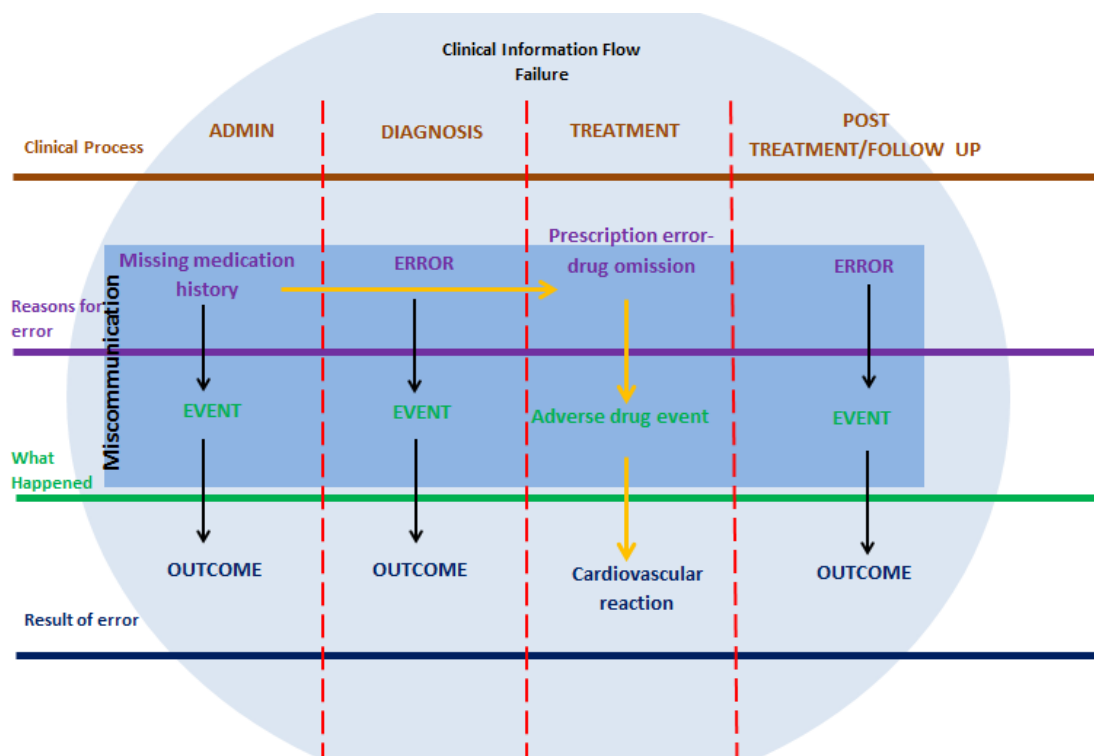 Clinical Information Flow
Failure
ADMIN
DIAGNOSIS
TREATMENT
POST
TREATMENT/FOLLOW UP
Clinical Process
Missing medication
history
ERROR
Prescription error-
drug omission
ERROR
Reasons for
error
Miscommunication
EVENT
EVENT
Adverse drug event
EVENT
What
Happened
OUTCOME
OUTCOME
Cardiovascular
reaction
OUTCOME
Result of error